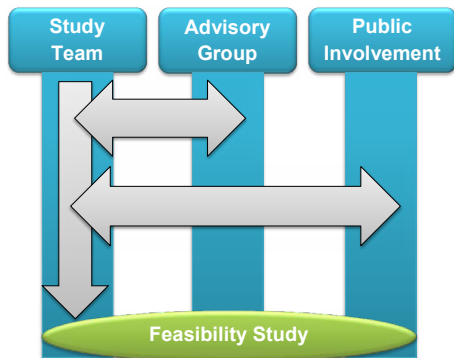 Study
Team
Advisory
Group
Public
Involvement
Feasibility Study